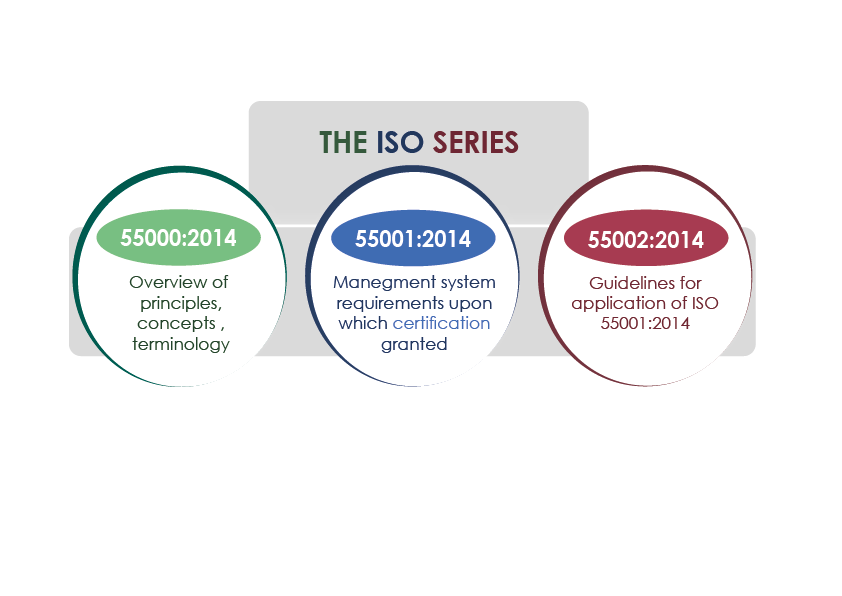 THE ISO SERIES
55000:2014
Overview of
principles,
concepts ,
terminology
55001:2014
Manegment system
requirements upon
which certification
granted
55002:2014
Guidelines for
application of ISO
55001:2014